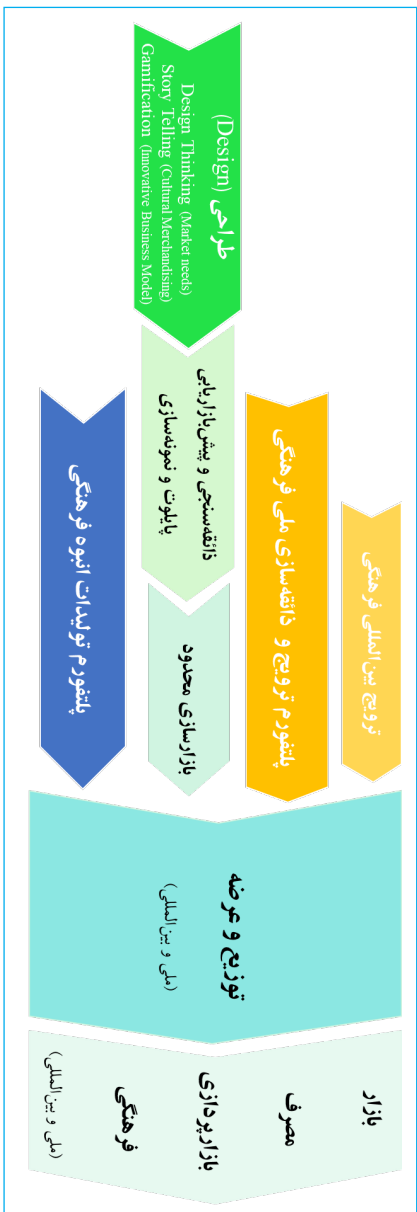 طراحی (Design)
Design Thinking (Market needs)
Story Telling (Cultural Merchandising)
Gamification (Innovative Business Model)
ذائقه‌سنجی و پیش‌بازاریابی
پایلوت و نمونه‌سازی
بازارسازی محدود
ترویج بین‌المللی فرهنگی
پلتفورم ترویج و ذائقه‌سازی ملی فرهنگی
پلتفورم تولیدات انبوه فرهنگی
توزیع و عرضه
(ملی و بین‌المللی)
بازار
مصرف
بازارپردازی
فرهنگی
(ملی و بین‌المللی)